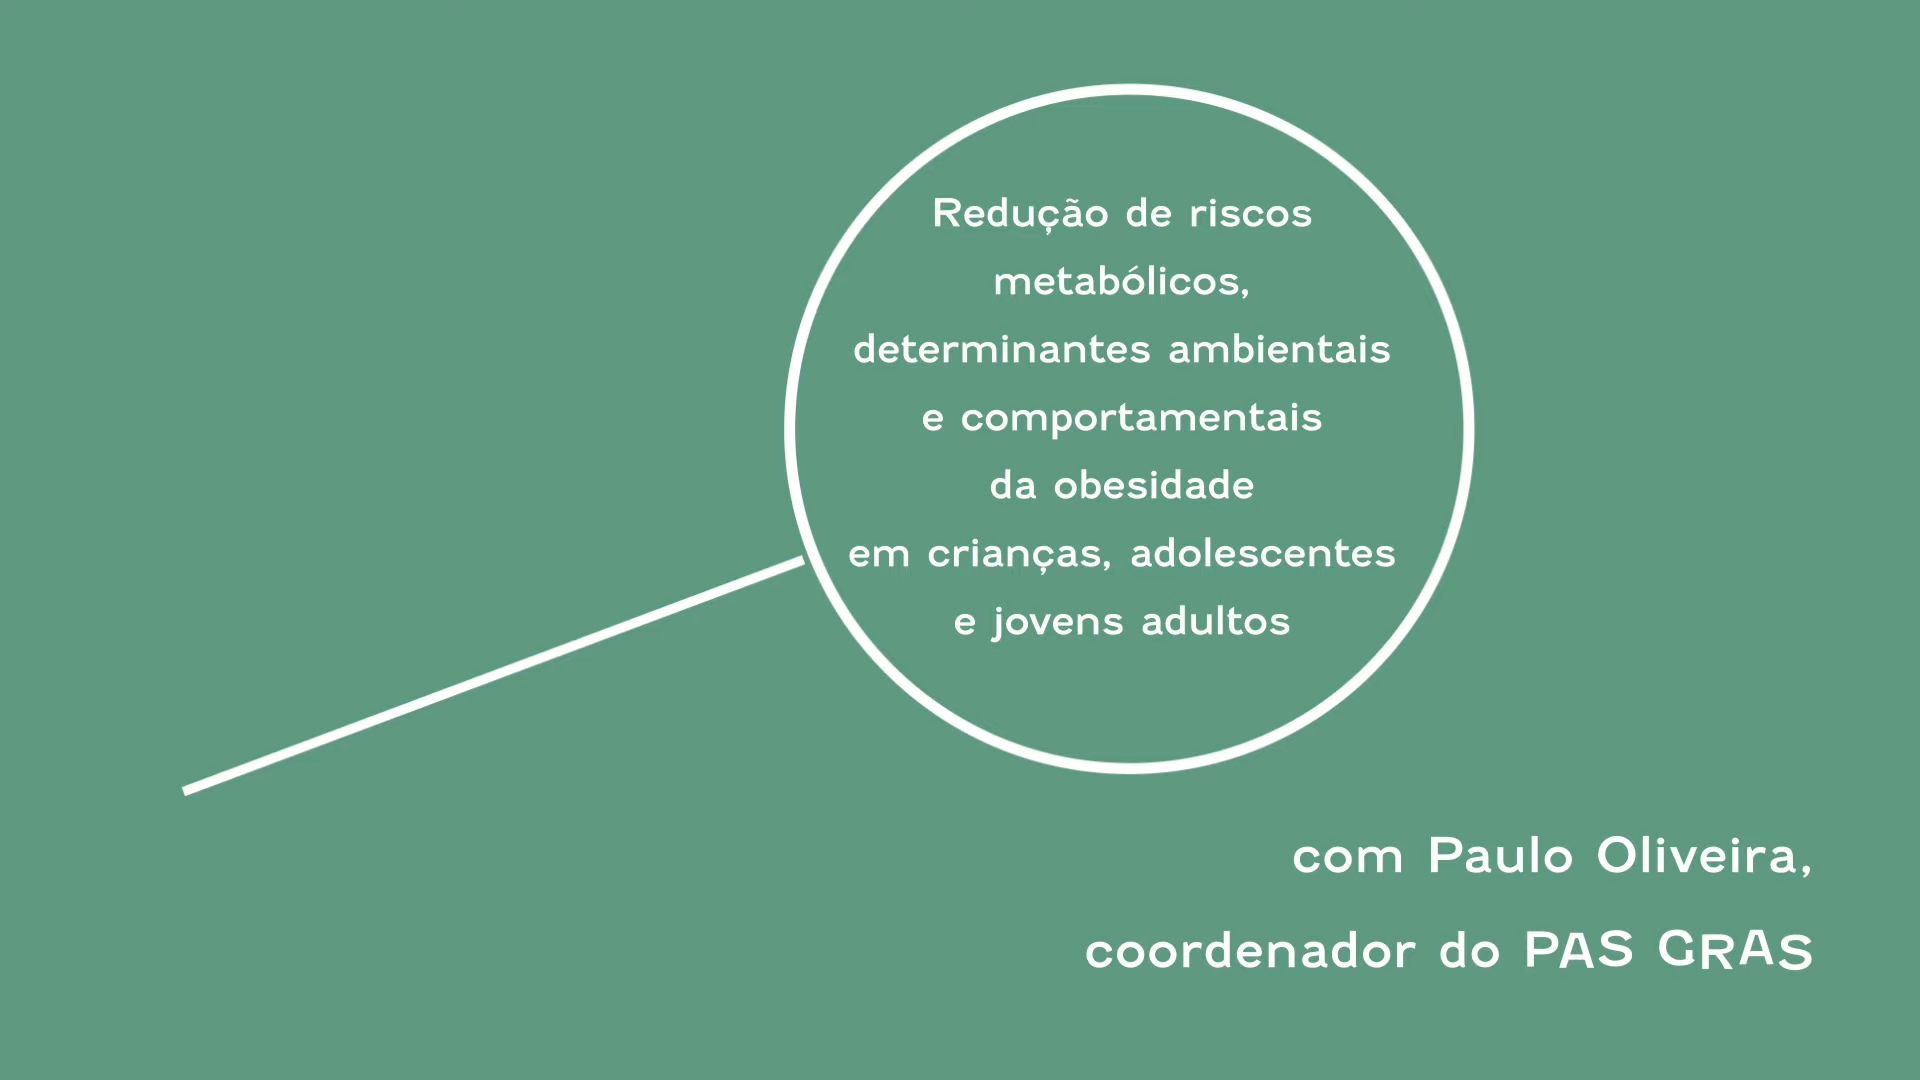 Redução de riscos
metabólicos,
determinantes ambientais
e comportamentais
da obesidade
em crianças, adolescentes
e jovens adultos
com Paulo Oliveira,
coordenador do PAS GRAS